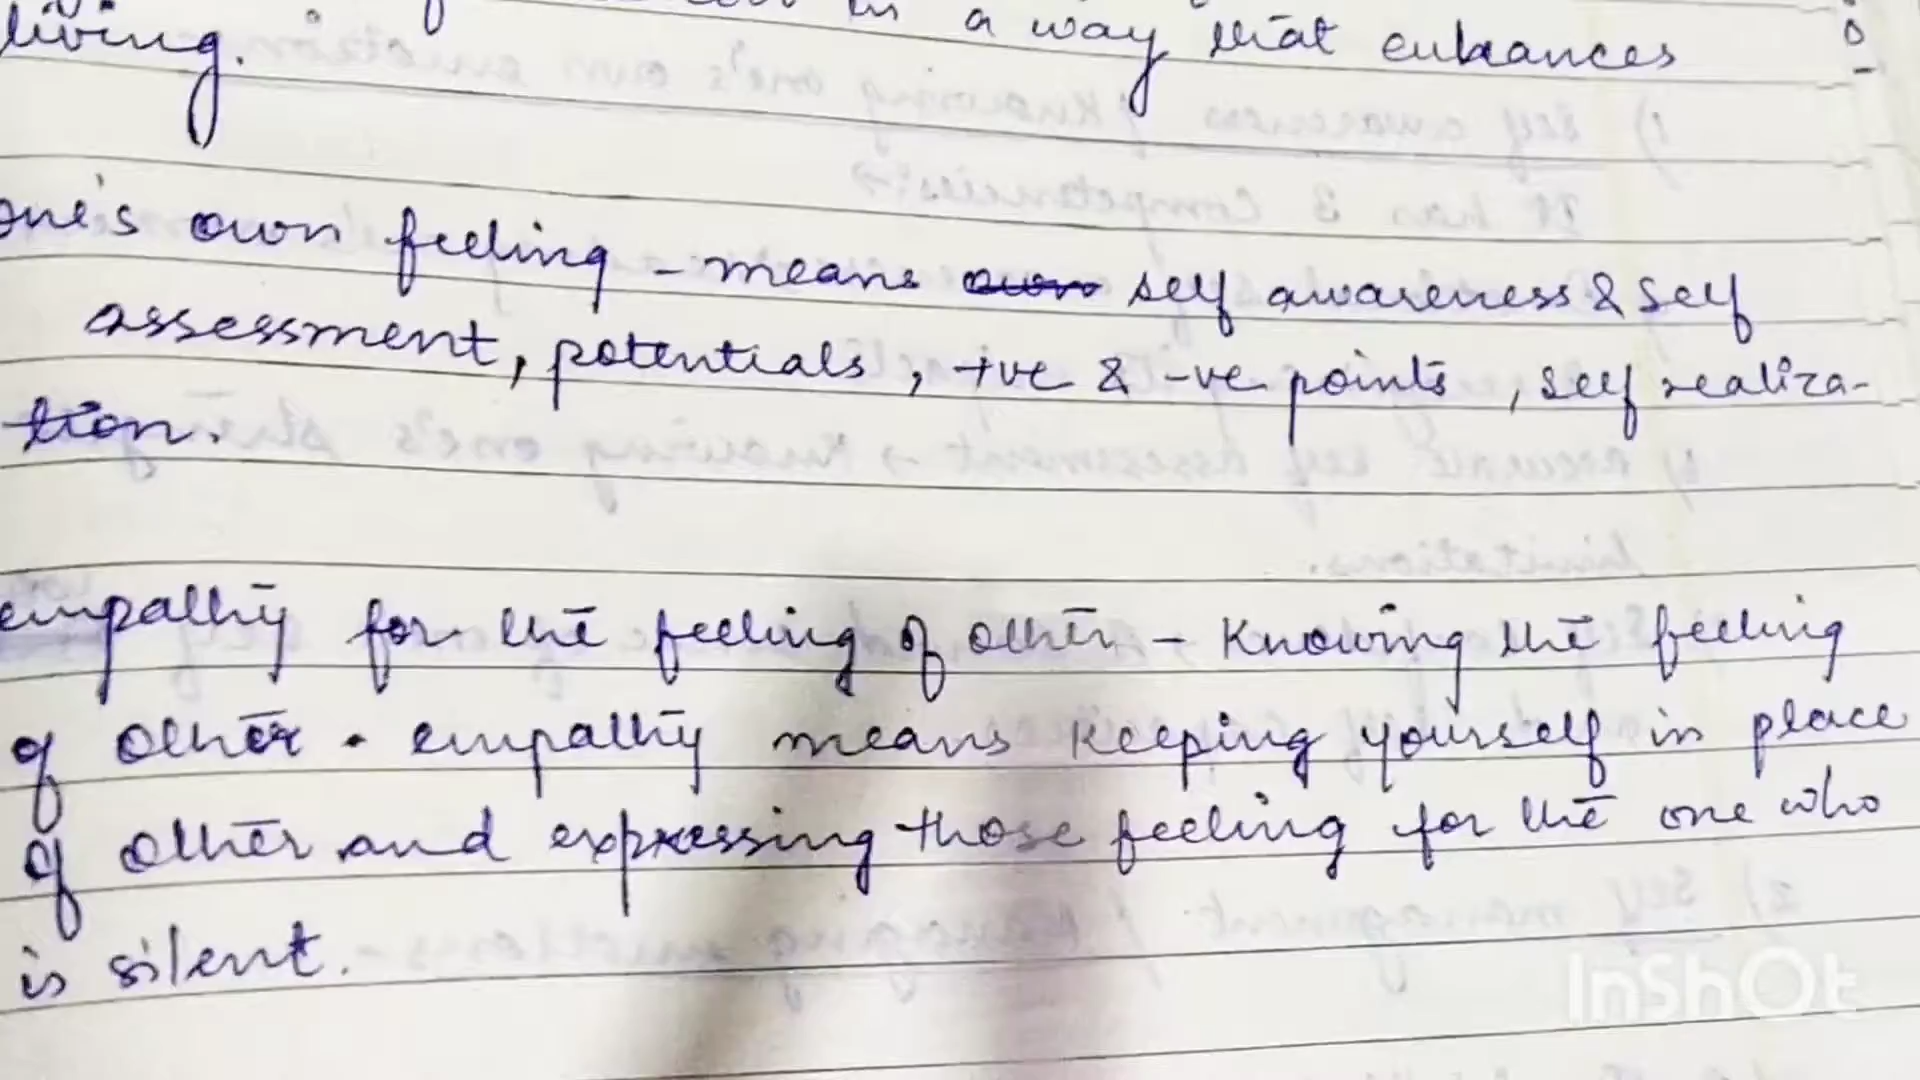 in a way that enhances
living.
one's own feeling - means self awareness & self
assessment, potentials, +ve & -ve points, self realiza-
tion.
empathy for the feeling of other - Knowing the feeling
of other. empathy means keeping yourself in place
of other and expressing those feeling for the one who
is silent.
InShOt